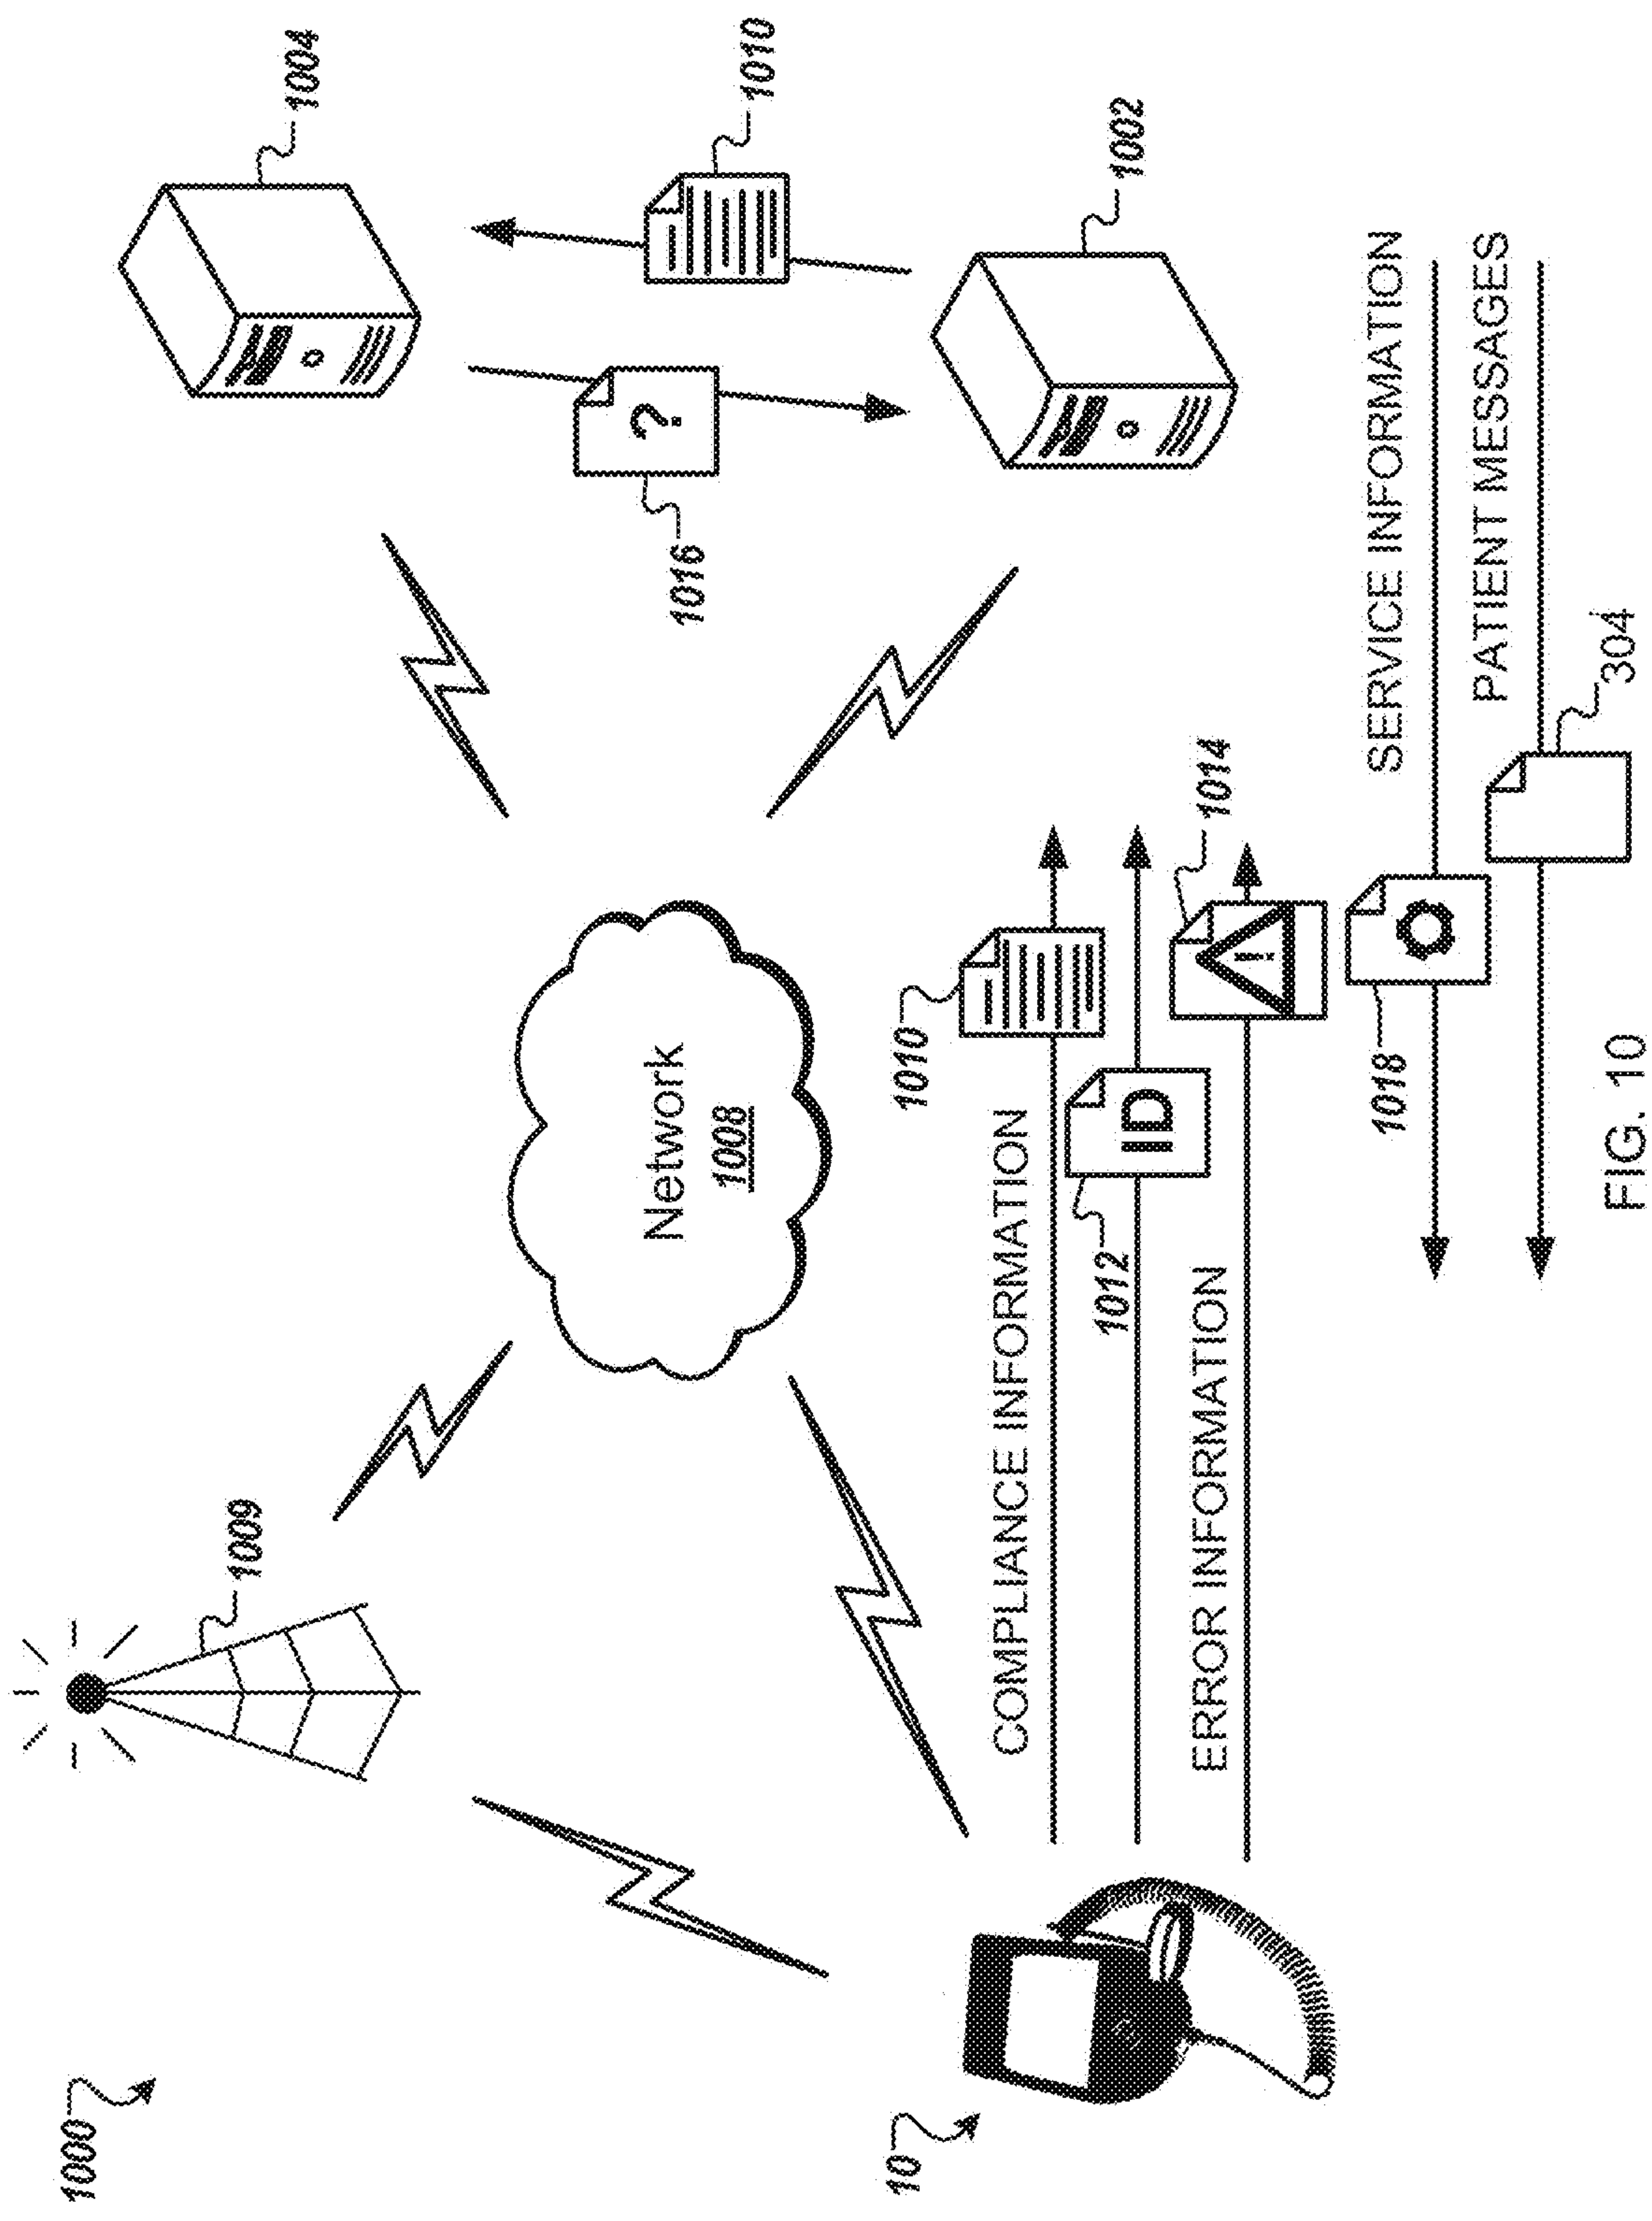 1000
1009
1004
1016
?
1010
1002
Network
1008
10
COMPLIANCE INFORMATION
1010
1012
ID
ERROR INFORMATION
1014
!
SERVICE INFORMATION
1018
PATIENT MESSAGES
304
FIG. 10